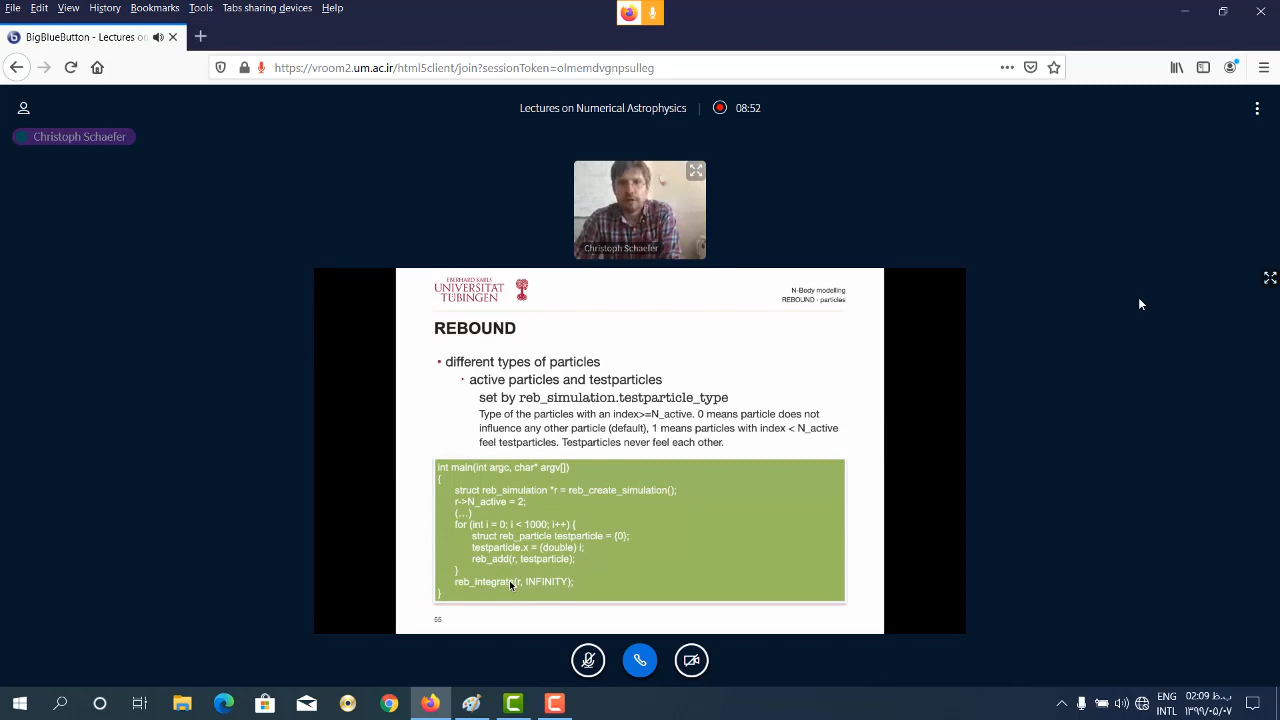 File Edit View History Bookmarks Tools Tabs sharing devices Help
BigBlueButton - Lectures on
https://vroom2.um.ac.ir/html5client/join?sessionToken=olmemdvgnpsulleg
Lectures on Numerical Astrophysics
08:52
Christoph Schaefer
Christoph Schaefer
EBERHARD KARLS
UNIVERSITÄT
TÜBINGEN
N-Body modelling
REBOUND - particles
REBOUND
• different types of particles
• active particles and testparticles
set by reb_simulation.testparticle_type
Type of the particles with an index>=N_active. 0 means particle does not
influence any other particle (default), 1 means particles with index < N_active
feel testparticles. Testparticles never feel each other.
int main(int argc, char* argv[])
{
struct reb_simulation *r = reb_create_simulation();
r->N_active = 2;
(...)
for (int i = 0; i < 1000; i++) {
struct reb_particle testparticle = {0};
testparticle.x = (double) i;
reb_add(r, testparticle);
}
reb_integrate(r, INFINITY);
}
55
ENG
INTL